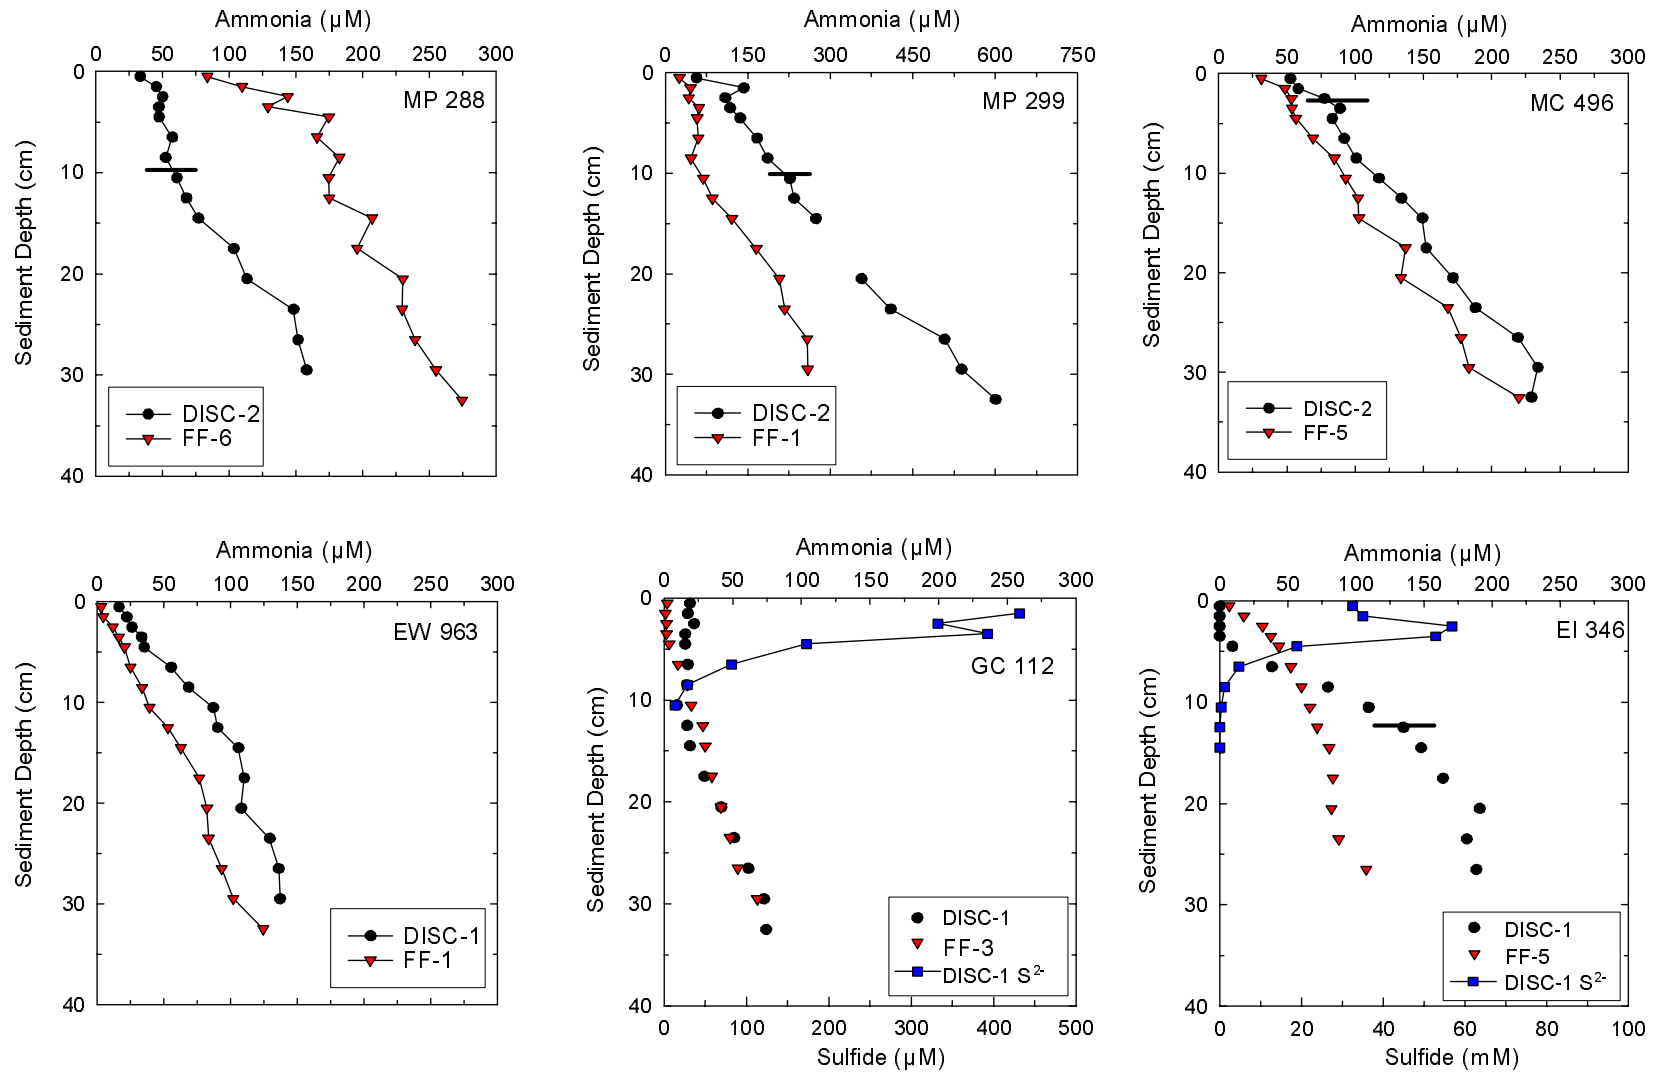 Ammonia (µM)
0 50 100 150 200 250 300
MP 288
Sediment Depth (cm)
0
10
20
30
40
DISC-2
FF-6
Ammonia (µM)
0 150 300 450 600 750
MP 299
Sediment Depth (cm)
0
10
20
30
40
DISC-2
FF-1
Ammonia (µM)
0 50 100 150 200 250 300
MC 496
Sediment Depth (cm)
0
10
20
30
40
DISC-2
FF-5
Ammonia (µM)
0 50 100 150 200 250 300
EW 963
Sediment Depth (cm)
0
10
20
30
40
DISC-1
FF-1
Ammonia (µM)
0 50 100 150 200 250 300
GC 112
Sediment Depth (cm)
0
10
20
30
40
DISC-1
FF-3
DISC-1 S²⁻
0 100 200 300 400 500
Sulfide (µM)
Ammonia (µM)
0 50 100 150 200 250 300
EI 346
Sediment Depth (cm)
0
10
20
30
40
DISC-1
FF-5
DISC-1 S²⁻
0 20 40 60 80 100
Sulfide (mM)